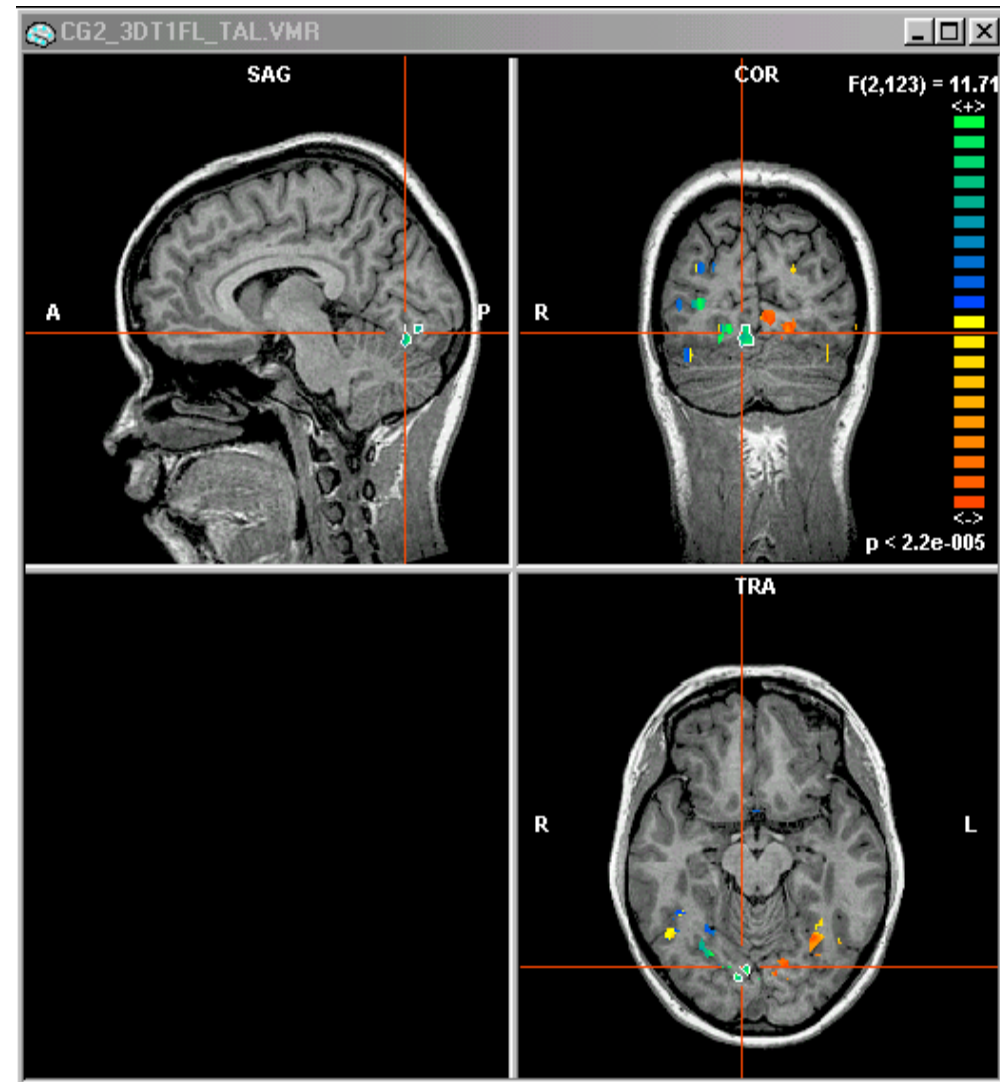 CG2_3DT1FL_TAL.VMR
SAG
A
P
COR
R
F(2,123) = 11.71
<+>
<->
p < 2.2e-005
TRA
R
L